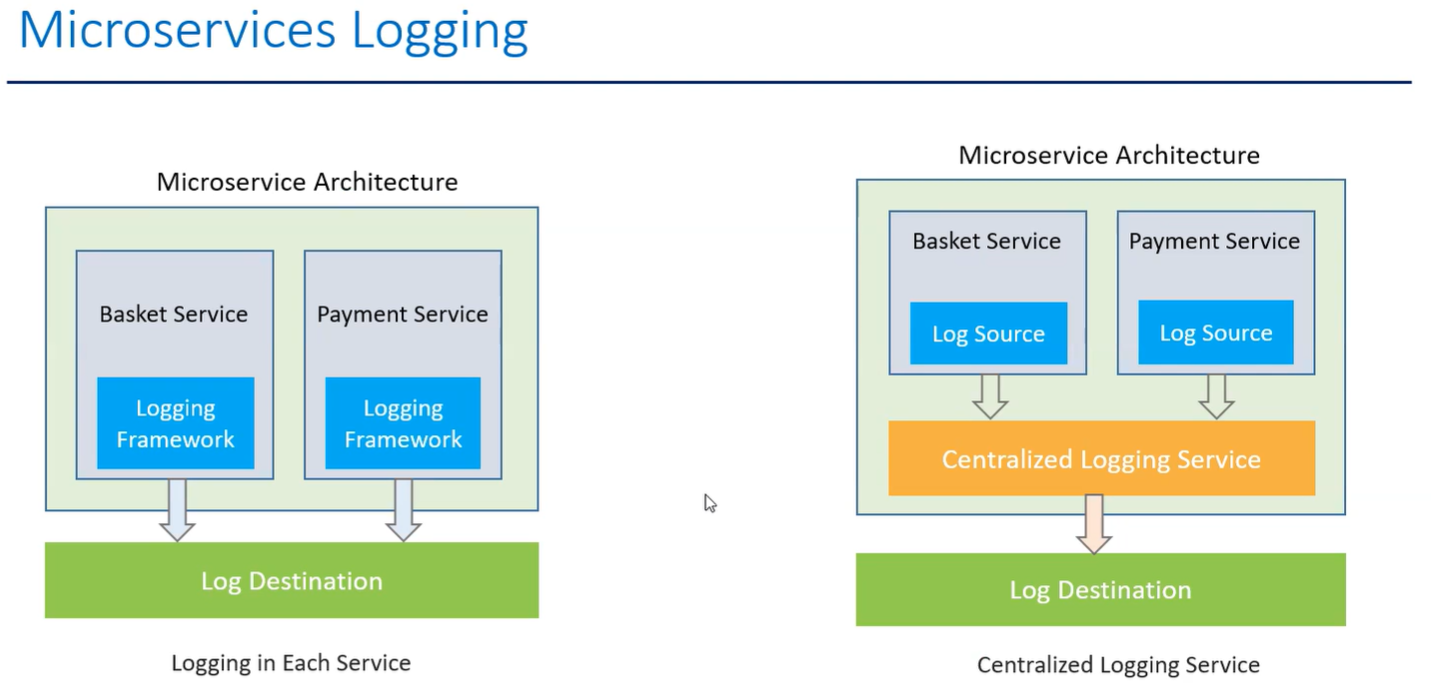 Microservices Logging
Microservice Architecture
Basket Service
Payment Service
Logging
Framework
Logging
Framework
Log Destination
Logging in Each Service
Microservice Architecture
Basket Service
Payment Service
Log Source
Log Source
Centralized Logging Service
Log Destination
Centralized Logging Service